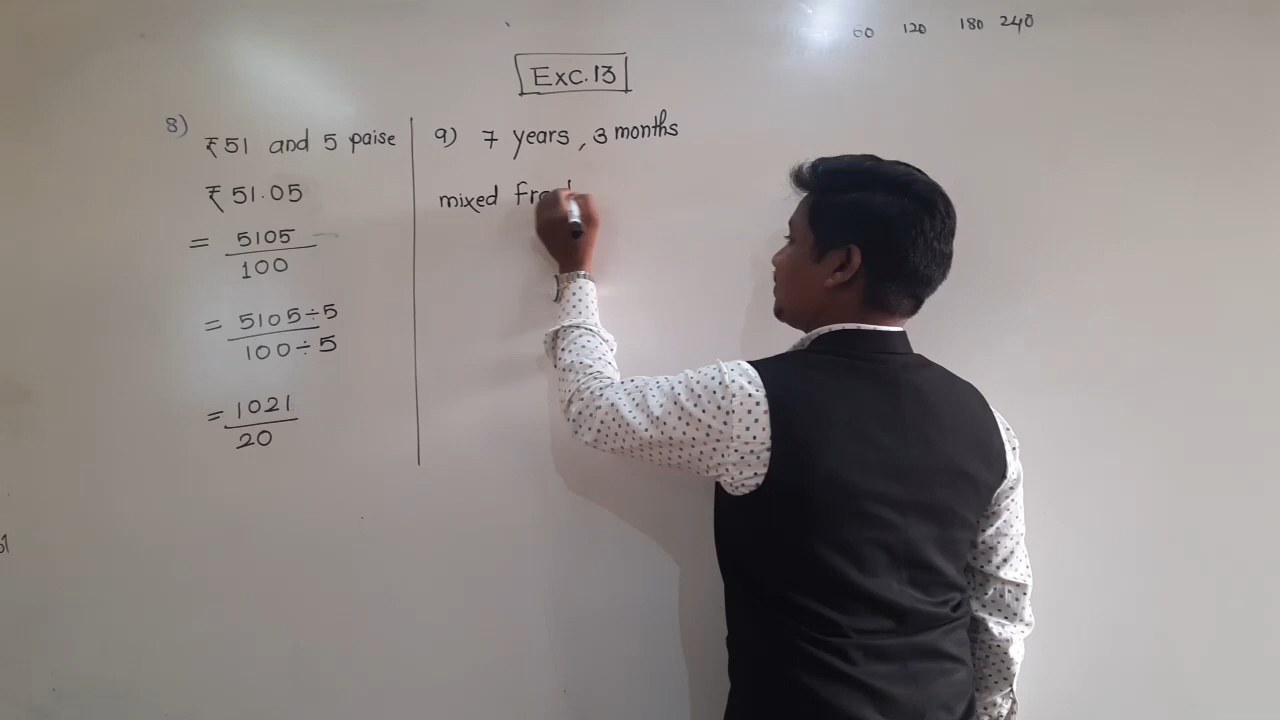 60 120 180 240
Exc.13
8) ₹51 and 5 paise
₹ 51.05
= 5105
100
= 5105÷5
100÷5
= 1021
20
9) 7 years, 3 months
mixed